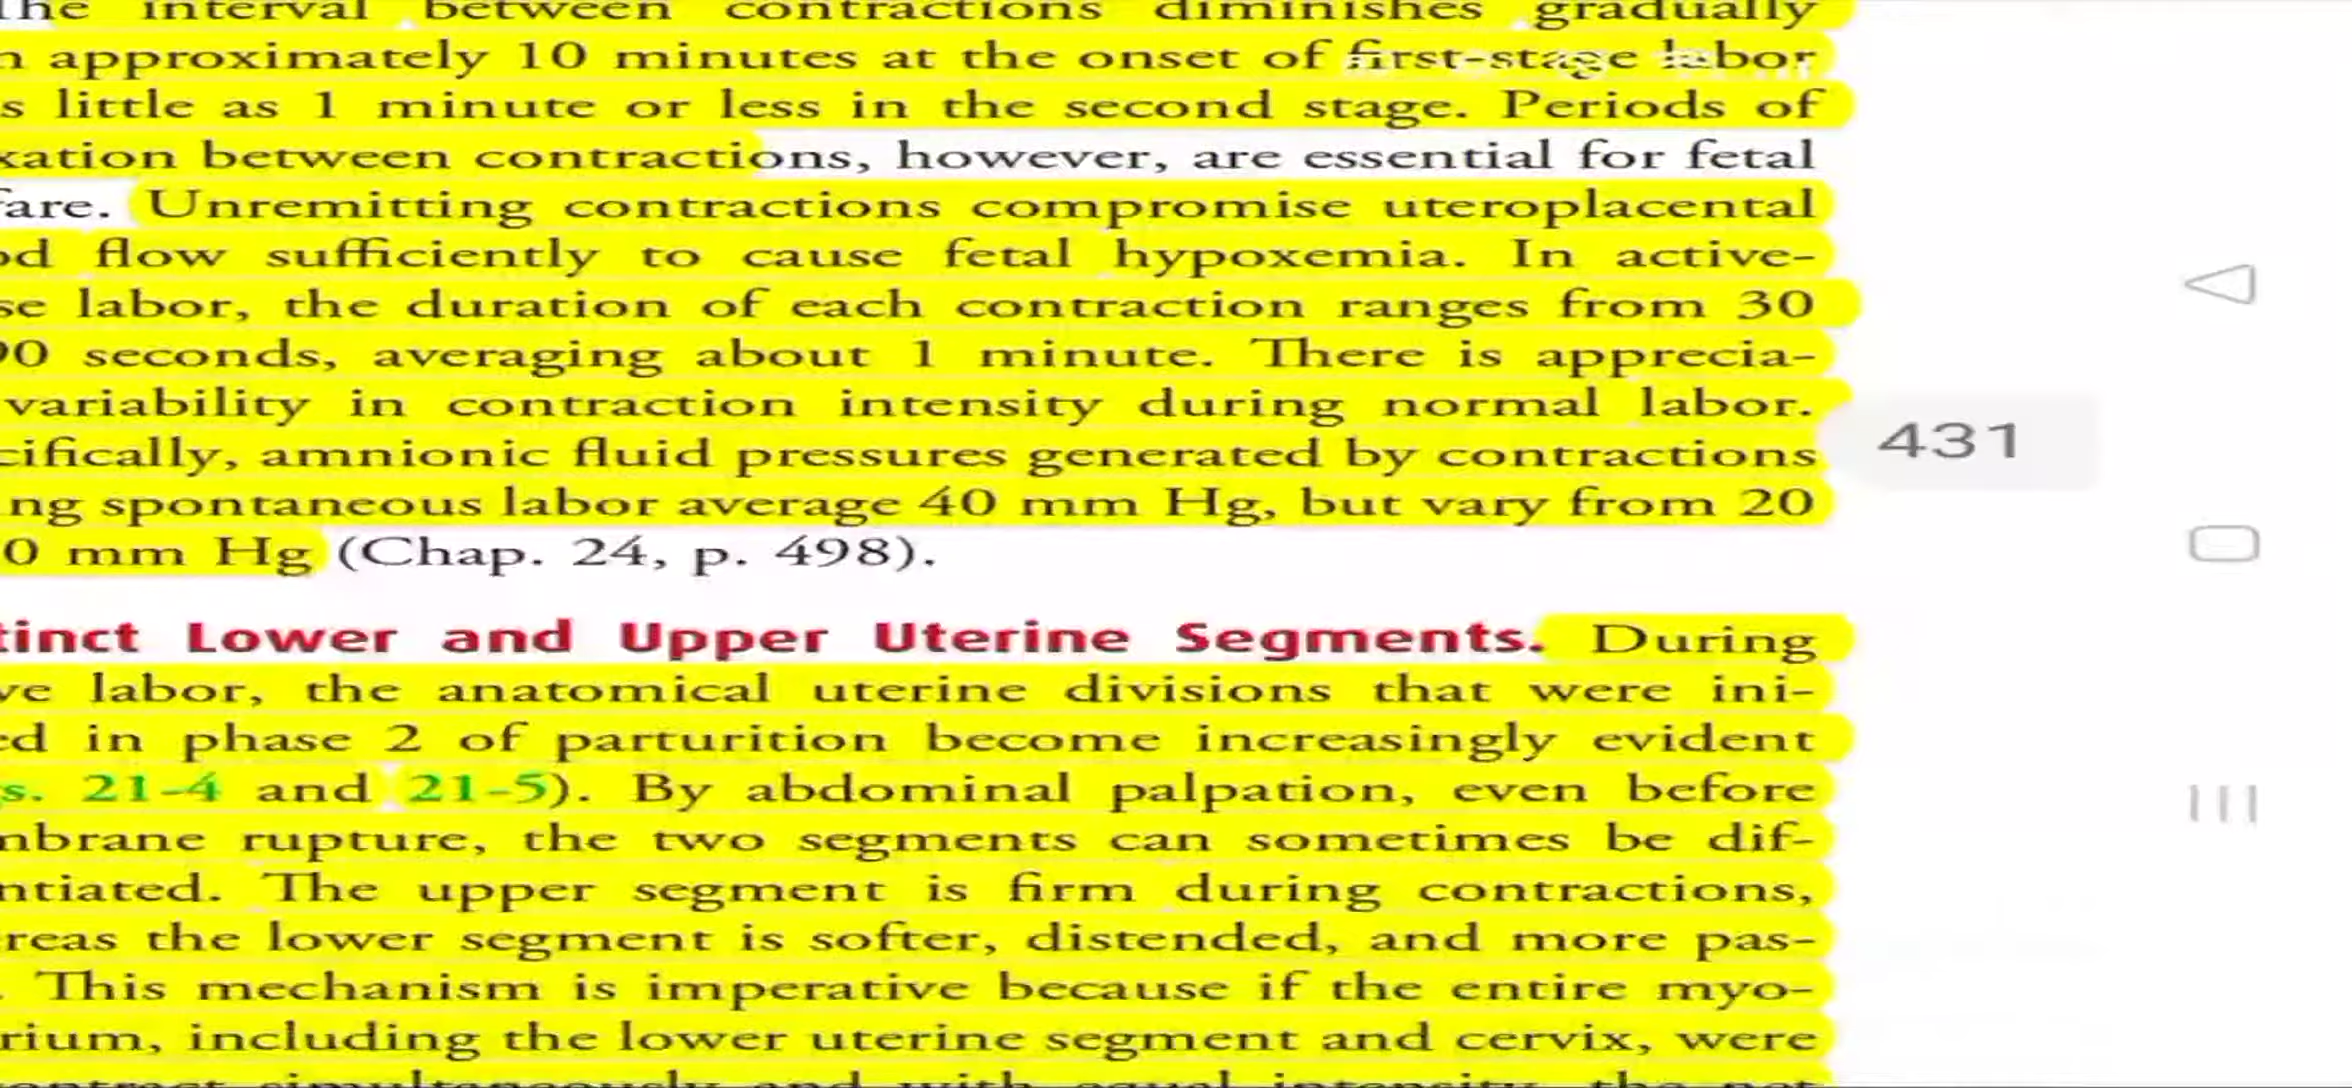 The interval between contractions diminishes gradually
approximately 10 minutes at the onset of first-stage labor
little as 1 minute or less in the second stage. Periods of
xation between contractions, however, are essential for fetal
are. Unremitting contractions compromise uteroplacental
od flow sufficiently to cause fetal hypoxemia. In active-
se labor, the duration of each contraction ranges from 30
0 seconds, averaging about 1 minute. There is apprecia-
variability in contraction intensity during normal labor.
cifically, amnionic fluid pressures generated by contractions
ng spontaneous labor average 40 mm Hg, but vary from 20
0 mm Hg (Chap. 24, p. 498).
431
tinct Lower and Upper Uterine Segments. During
ve labor, the anatomical uterine divisions that were ini-
ed in phase 2 of parturition become increasingly evident
s. 21-4 and 21-5). By abdominal palpation, even before
mbrane rupture, the two segments can sometimes be dif-
ntiated. The upper segment is firm during contractions,
reas the lower segment is softer, distended, and more pas-
. This mechanism is imperative because if the entire myo-
rium, including the lower uterine segment and cervix, were